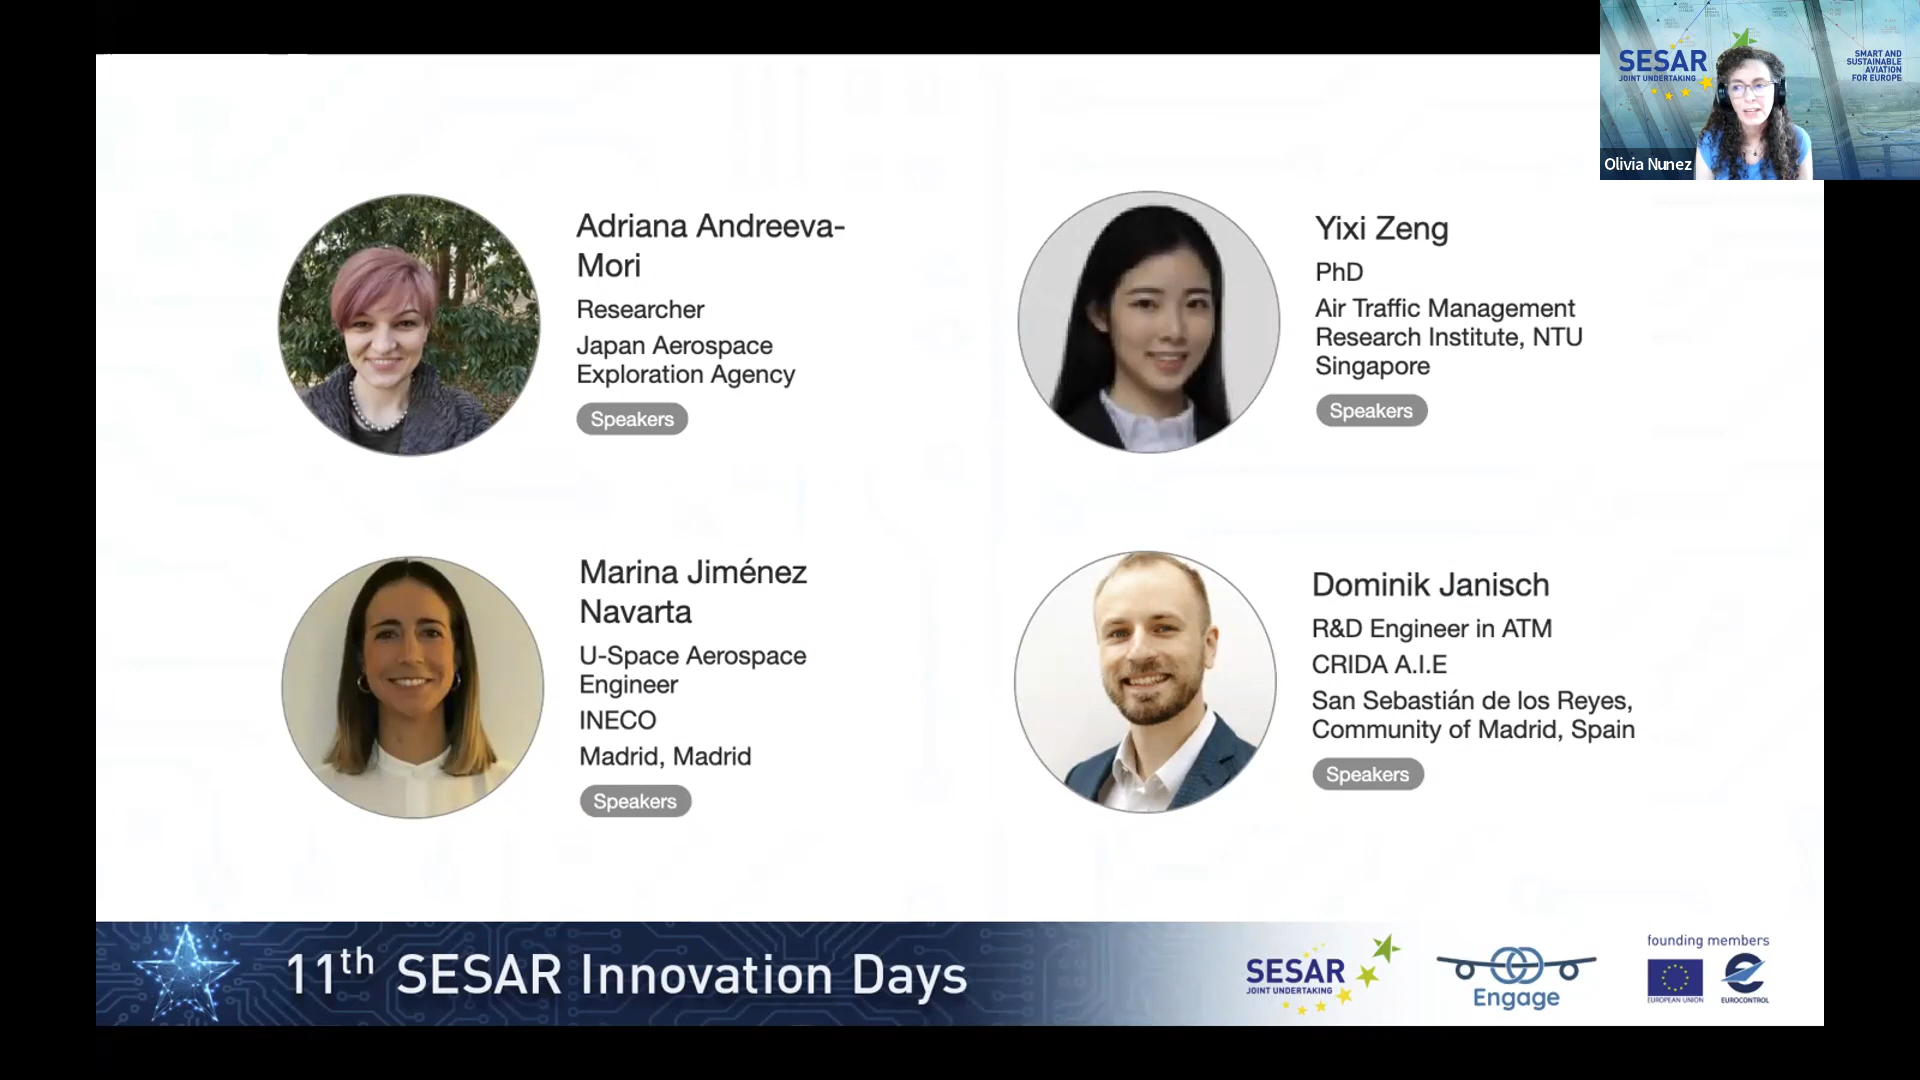 SESAR
JOINT UNDERTAKING
SMART AND
SUSTAINABLE
AVIATION
FOR EUROPE
Olivia Nunez
Adriana Andreeva-
Mori
Researcher
Japan Aerospace
Exploration Agency
Speakers
Yixi Zeng
PhD
Air Traffic Management
Research Institute, NTU
Singapore
Speakers
Marina Jiménez
Navarta
U-Space Aerospace
Engineer
INECO
Madrid, Madrid
Speakers
Dominik Janisch
R&D Engineer in ATM
CRIDA A.I.E
San Sebastián de los Reyes,
Community of Madrid, Spain
Speakers
11th SESAR Innovation Days
SESAR
JOINT UNDERTAKING
Engage
founding members
EUROPEAN UNION
EUROCONTROL